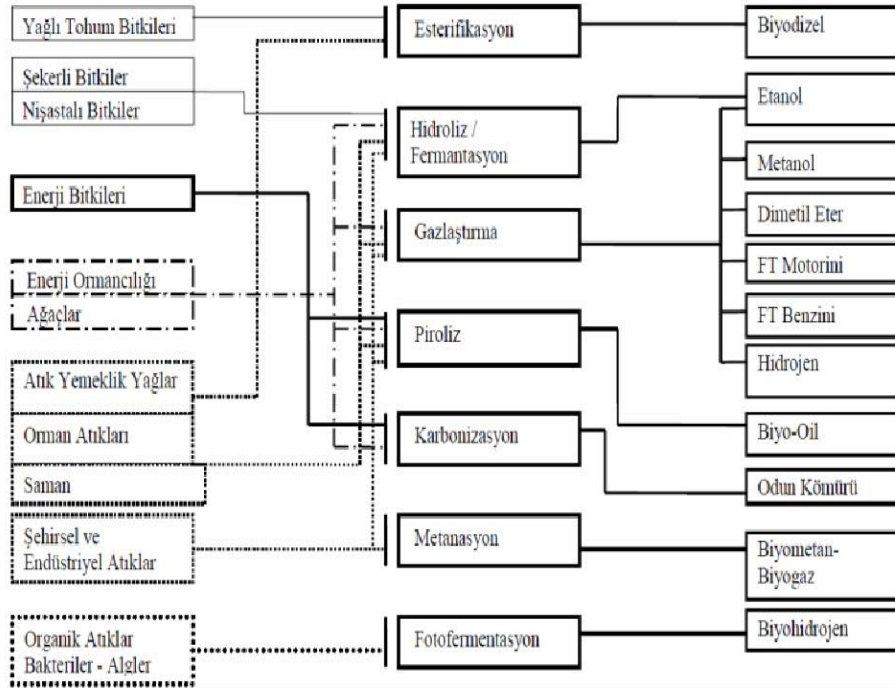 Yağlı Tohum Bitkileri
Şekerli Bitkiler
Nişastalı Bitkiler
Enerji Bitkileri
Enerji Ormancılığı
Ağaçlar
Atık Yemeklik Yağlar
Orman Atıkları
Saman
Şehirsel ve
Endüstriyel Atıklar
Organik Atıklar
Bakteriler - Algler
Esterifikasyon
Hidroliz /
Fermantasyon
Gazlaştırma
Piroliz
Karbonizasyon
Metanasyon
Fotofermentasyon
Biyodizel
Etanol
Metanol
Dimetil Eter
FT Motorini
FT Benzini
Hidrojen
Biyo-Oil
Odun Kömürü
Biyometan-
Biyogaz
Biyohidrojen